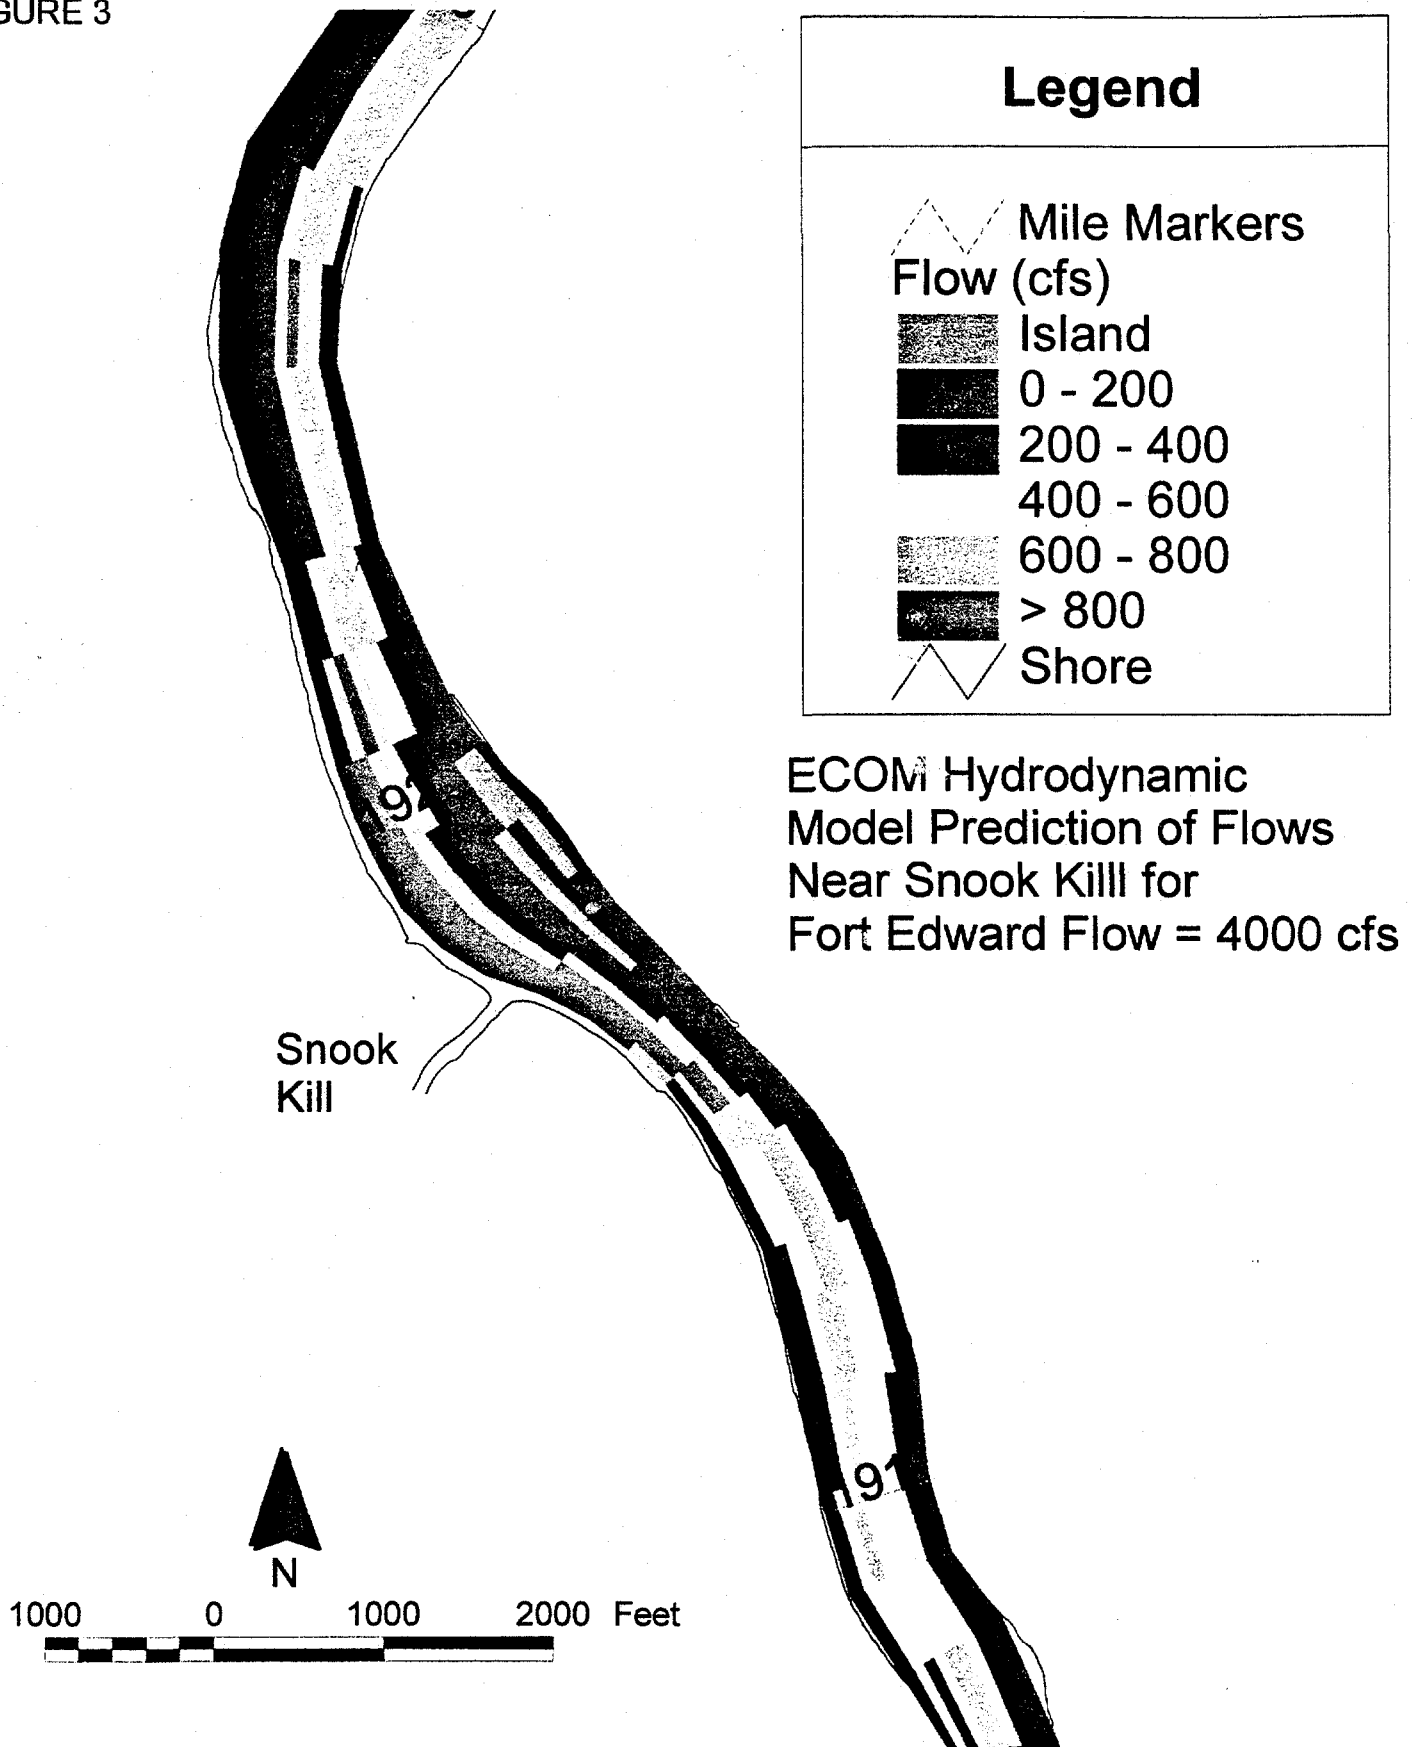 GURE 3
Legend
Mile Markers
Flow (cfs)
Island
0 - 200
200 - 400
400 - 600
600 - 800
> 800
Shore
ECOM Hydrodynamic
Model Prediction of Flows
Near Snook Killl for
Fort Edward Flow = 4000 cfs
192
Snook
Kill
191
N
1000 0 1000 2000 Feet